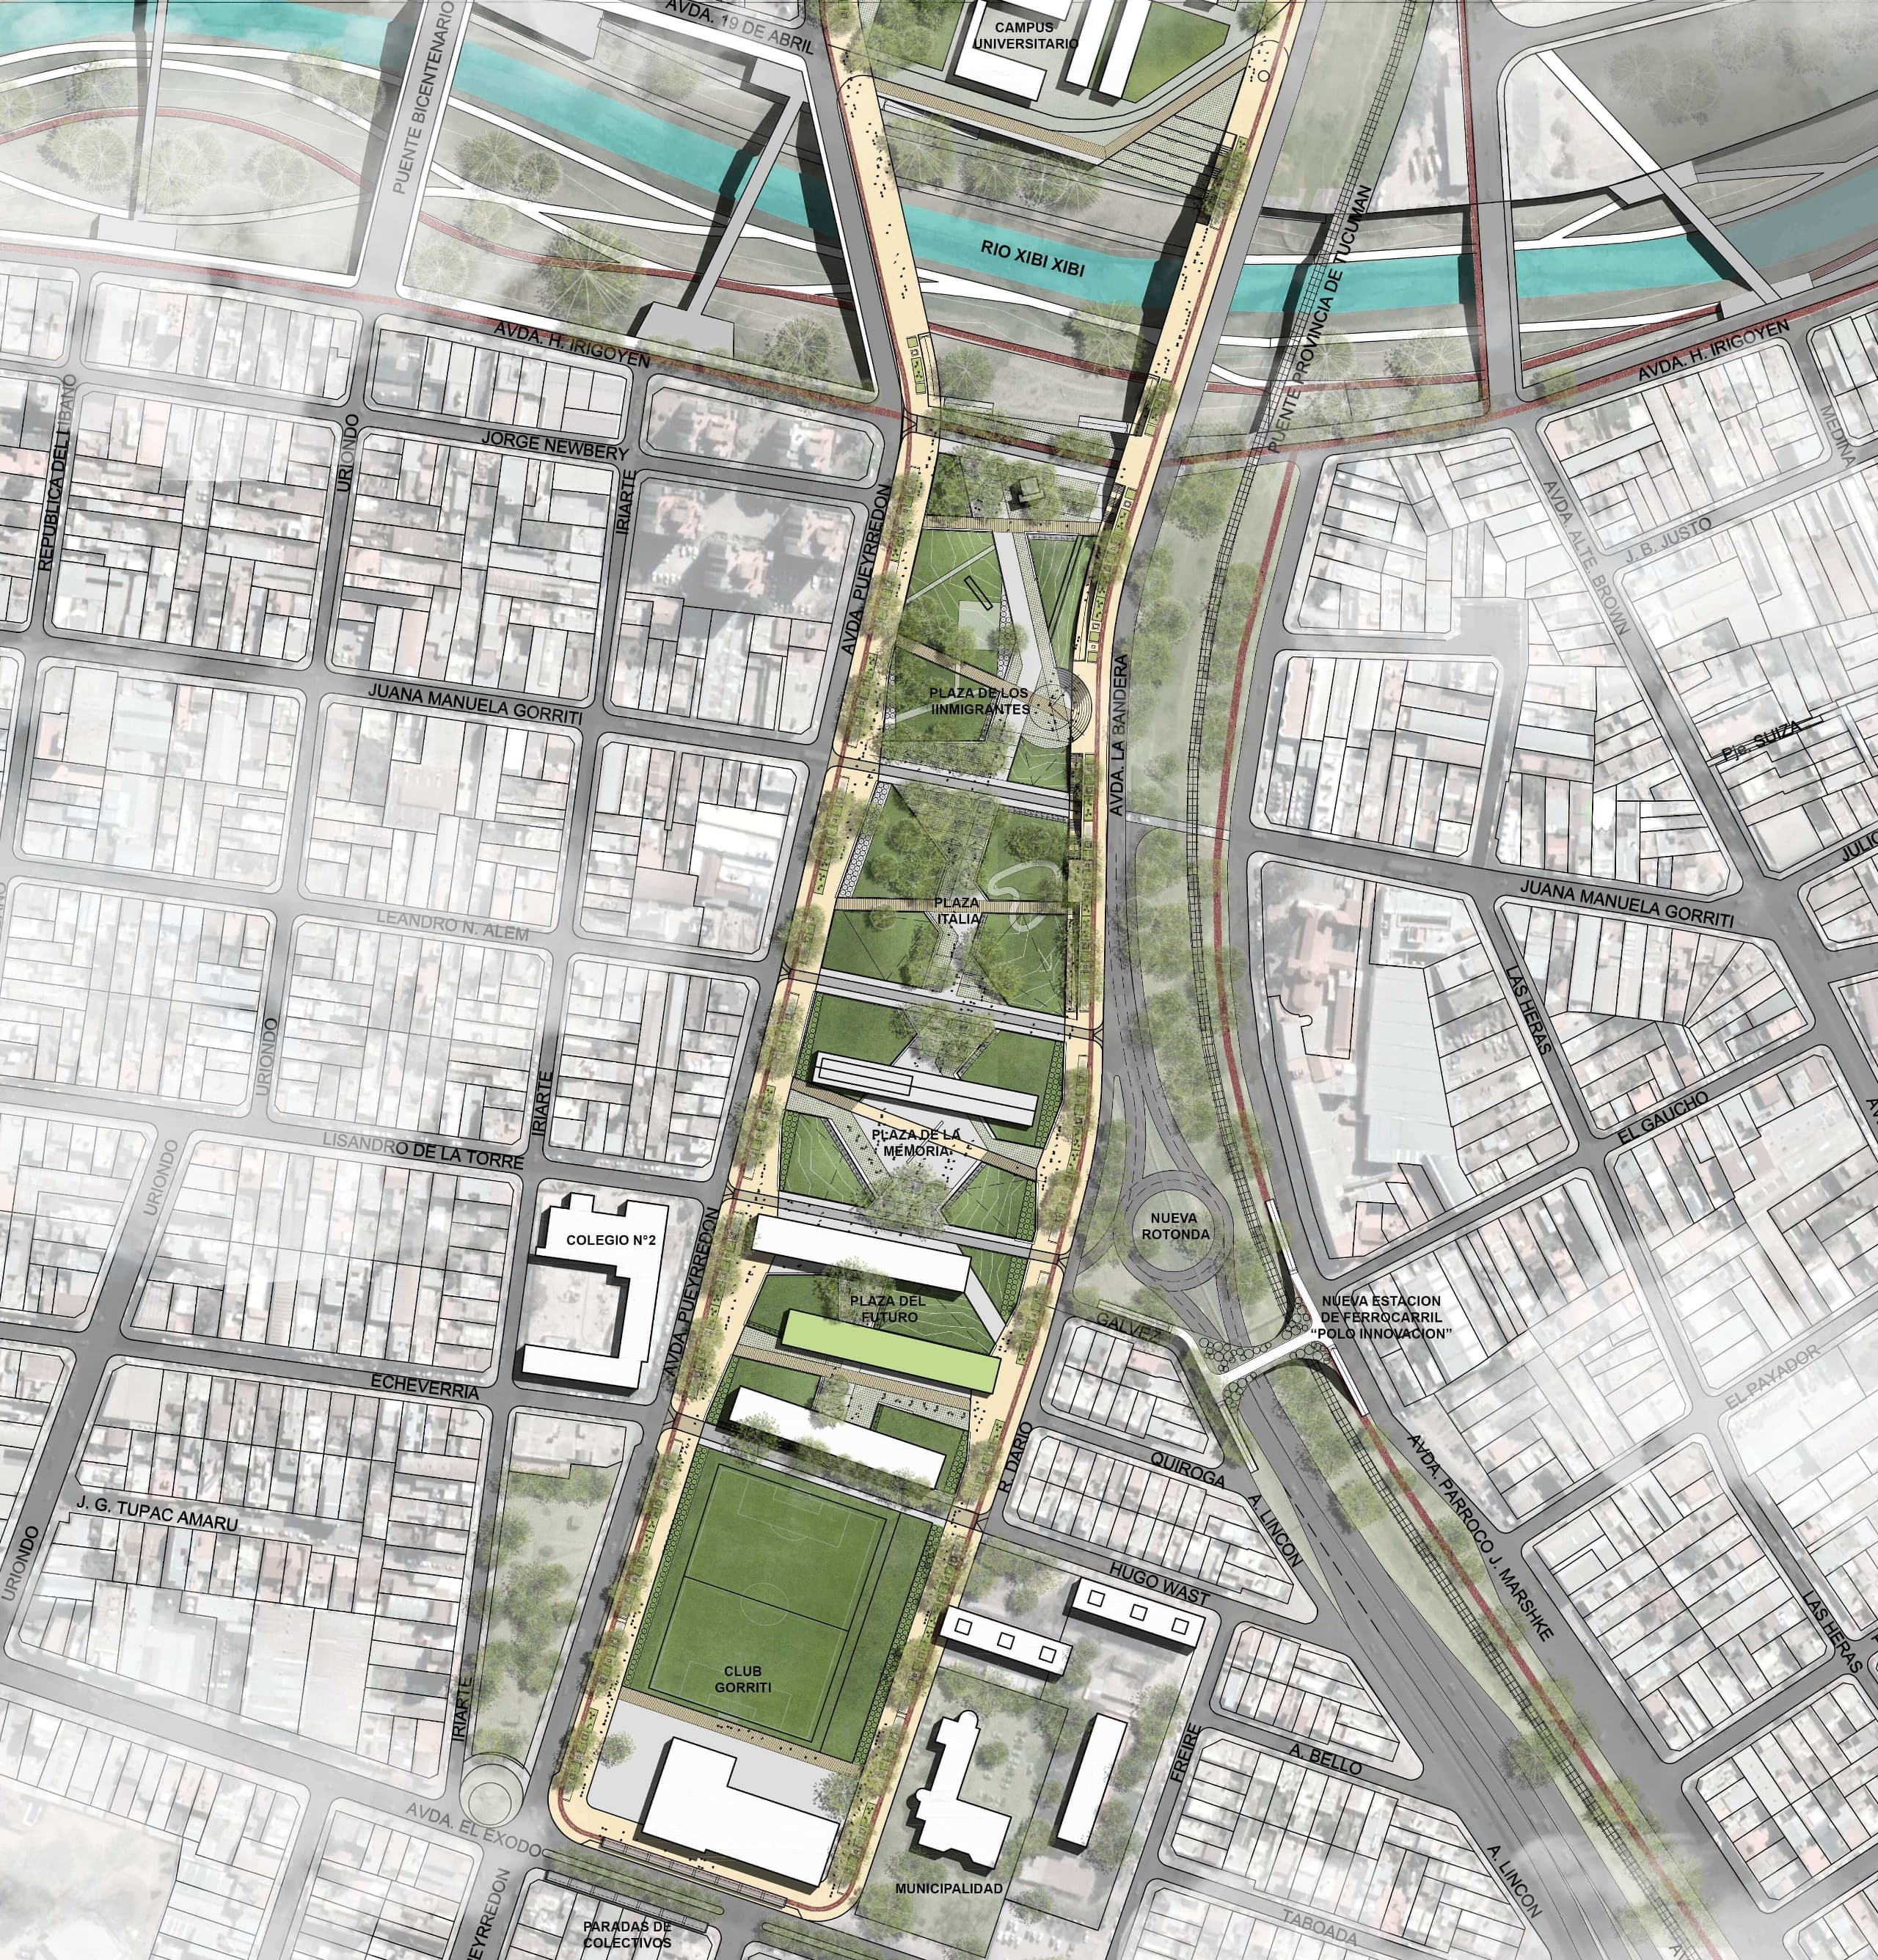 AVDA. 19 DE ABRIL
CAMPUS
UNIVERSITARIO
PUENTE BICENTENARIO
RIO XIBI XIBI
PUENTE PROVINCIA DE TUCUMAN
AVDA. H. IRIGOYEN
AVDA. H. IRIGOYEN
REPUBLICA DEL LIBANO
URIONDO
JORGE NEWBERY
IRIARTE
AVDA. PUEYRREDON
MEDINA
AVDA. ALTE. BROWN
J. B. JUSTO
JUANA MANUELA GORRITI
PLAZA DE LOS
IINMIGRANTES
AVDA. LA BANDERA
Pje. SUIZA
JULIO
LEANDRO N. ALEM
PLAZA
ITALIA
JUANA MANUELA GORRITI
LAS HERAS
URIONDO
IRIARTE
EL GAUCHO
LISANDRO DE LA TORRE
URIONDO
PLAZA DE LA
MEMORIA
COLEGIO N°2
AVDA. PUEYRREDON
NUEVA
ROTONDA
PLAZA DEL
FUTURO
GALVEZ
NUEVA ESTACION
DE FERROCARRIL
“POLO INNOVACION”
EL PAYADOR
ECHEVERRIA
R. DARIO
QUIROGA
A. LINCON
AVDA. PARROCO J. MARSHKE
J. G. TUPAC AMARU
URIONDO
HUGO WAST
LAS HERAS
CLUB
GORRITI
IRIARTE
FREIRE
A. BELLO
AVDA. EL EXODO
MUNICIPALIDAD
A. LINCON
PARADAS DE
COLECTIVOS
EYRREDON
TABOADA